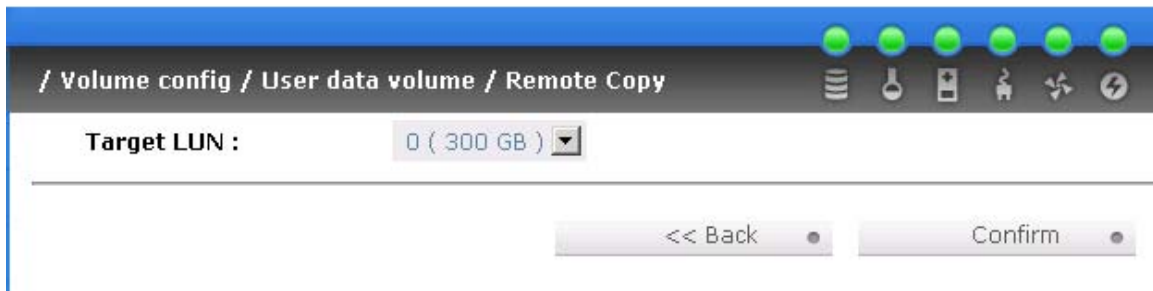 / Volume config / User data volume / Remote Copy
Target LUN : 0 ( 300 GB )
<< Back Confirm